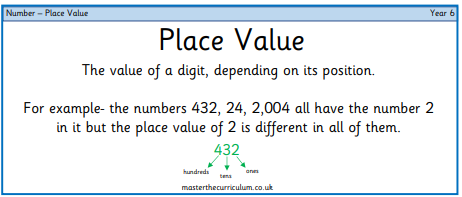 Number – Place Value Year 6
Place Value
The value of a digit, depending on its position.
For example- the numbers 432, 24, 2,004 all have the number 2
in it but the place value of 2 is different in all of them.
432
hundreds tens ones
masterthecurriculum.co.uk